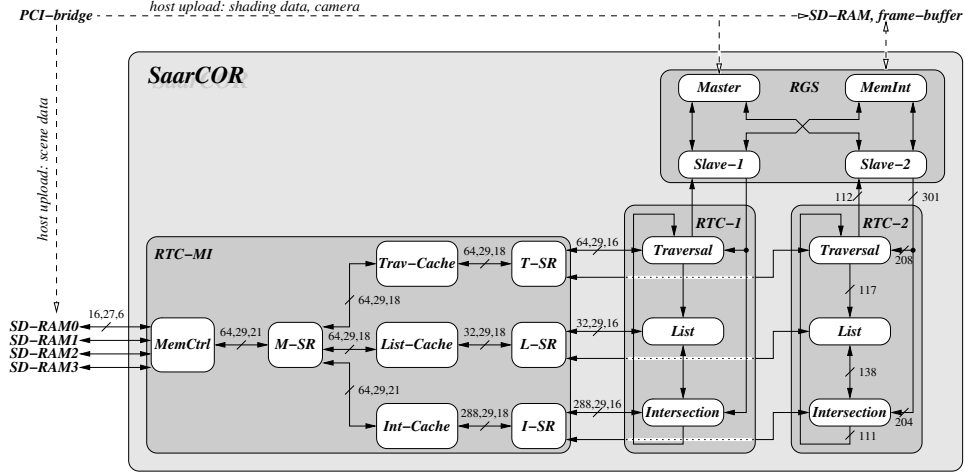 host upload: shading data, camera
PCI-bridge
SD-RAM, frame-buffer
host upload: scene data
SaarCOR
Master
RGS
MemInt
Slave-1
Slave-2
112
301
RTC-MI
RTC-1
RTC-2
Trav-Cache
64,29,18
T-SR
64,29,16
Traversal
Traversal
208
64,29,18
117
16,27,6
SD-RAM0
SD-RAM1
SD-RAM2
SD-RAM3
MemCtrl
64,29,21
M-SR
64,29,18
List-Cache
32,29,18
L-SR
32,29,16
List
List
64,29,21
138
Int-Cache
288,29,18
I-SR
288,29,16
Intersection
Intersection
204
111